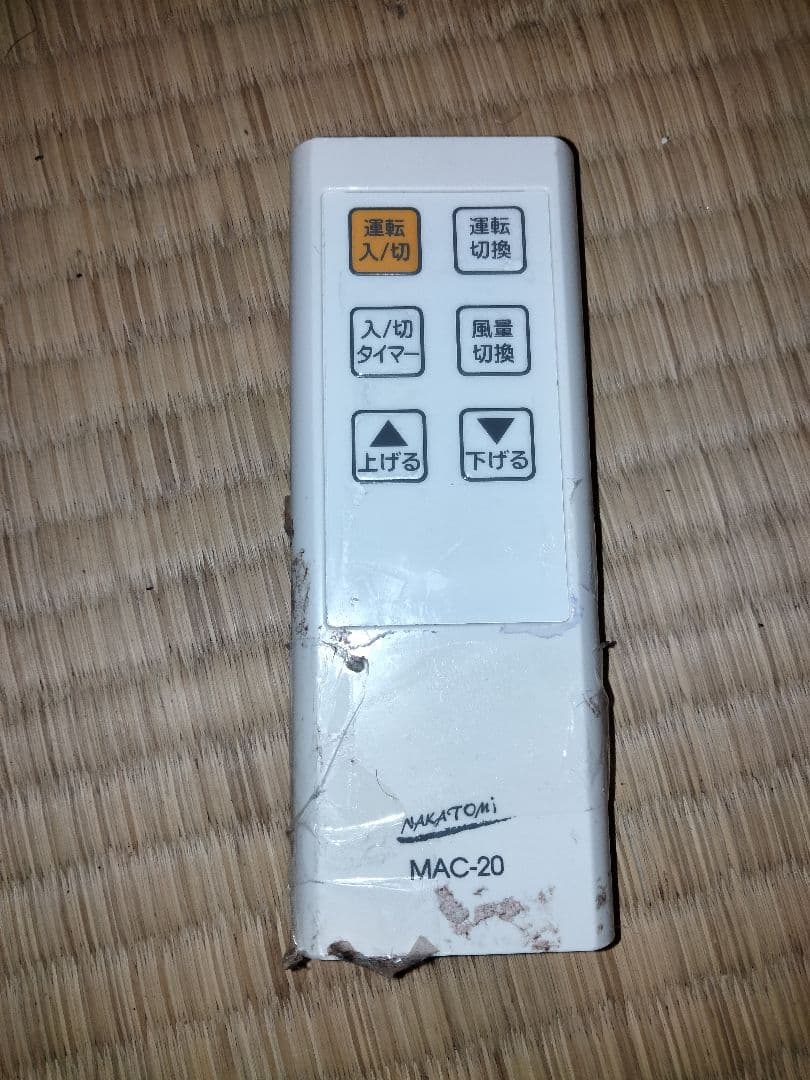 運転
入/切
運転
切換
入/切
タイマー
風量
切換
▲
上げる
▼
下げる
NAKATOMi
MAC-20